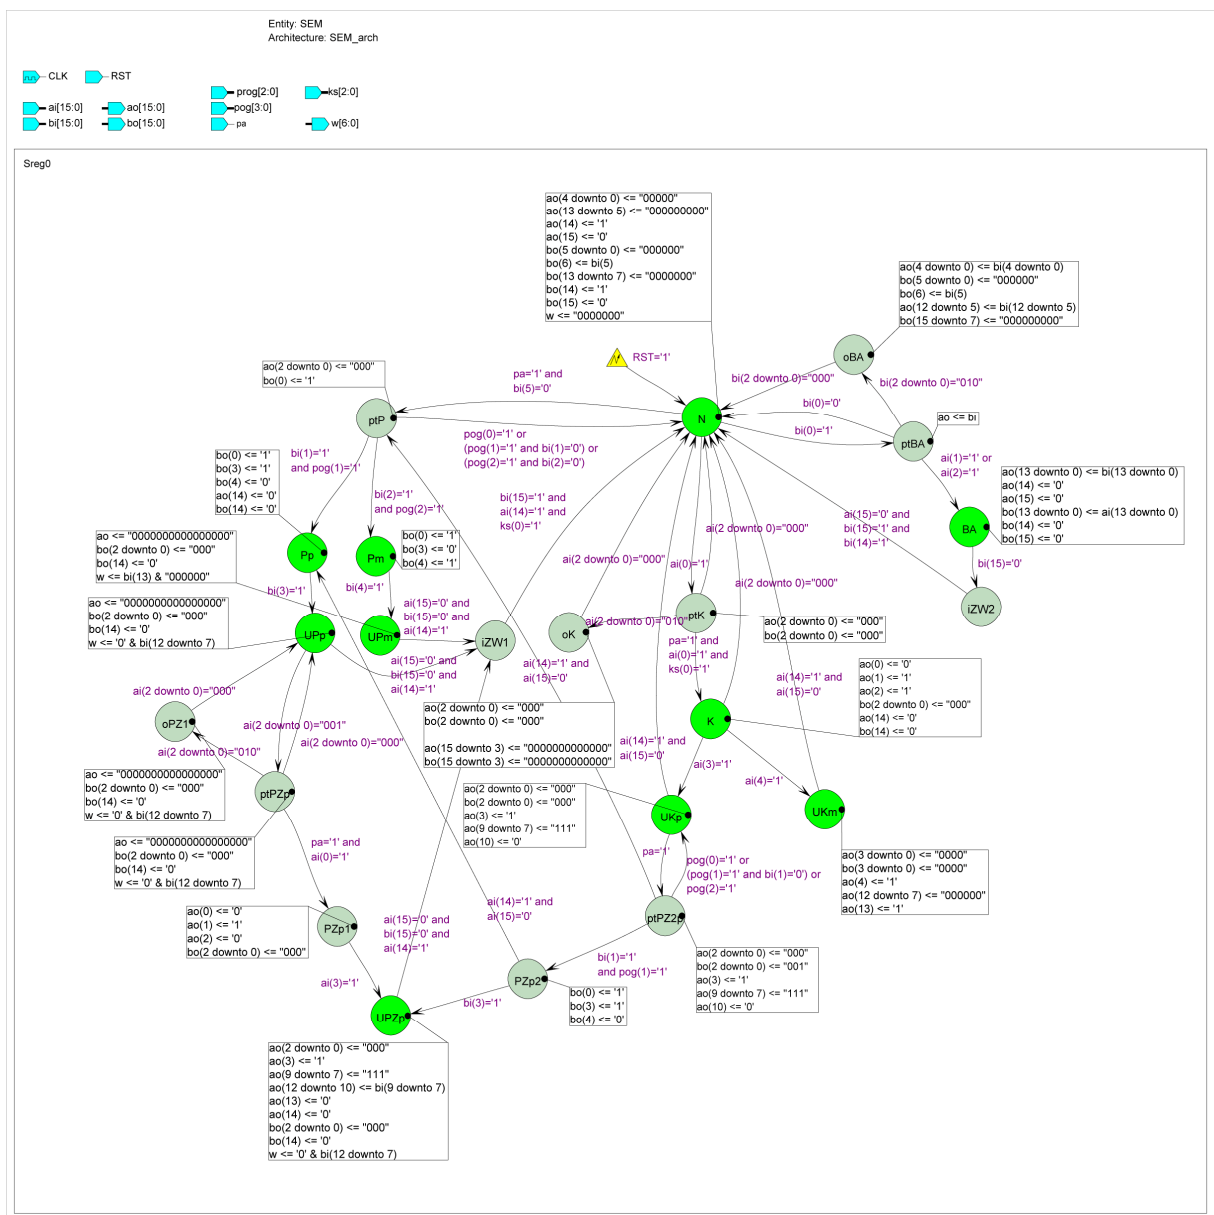 Entity: SEM
Architecture: SEM_arch
CLK
RST
prog[2:0]
ks[2:0]
ai[15:0]
ao[15:0]
pog[3:0]
bi[15:0]
bo[15:0]
pa
w[6:0]
Sreg0
ao(4 downto 0) <= "00000"
ao(13 downto 5) <= "000000000"
ao(14) <= '1'
ao(15) <= '0'
bo(5 downto 0) <= "000000"
bo(6) <= bi(5)
bo(13 downto 7) <= "0000000"
bo(14) <= '1'
bo(15) <= '0'
w <= "0000000"
ao(4 downto 0) <= bi(4 downto 0)
bo(5 downto 0) <= "000000"
bo(6) <= bi(5)
ao(12 downto 5) <= bi(12 downto 5)
bo(15 downto 7) <= "000000000"
oBA
RST='1'
ao(2 downto 0) <= "000"
bo(0) <= '1'
pa='1' and
bi(5)='0'
bi(2 downto 0)="000"
bi(2 downto 0)="010"
ptP
N
bi(0)='0'
bi(0)='1'
ao <= bi
ptBA
pog(0)='1' or
(pog(1)='1' and bi(1)='0') or
(pog(2)='1' and bi(2)='0')
bi(1)='1'
and pog(1)='1'
ai(1)='1' or
ai(2)='1'
bo(0) <= '1'
bo(3) <= '1'
bo(4) <= '0'
ao(14) <= '0'
bo(14) <= '0'
bi(2)='1'
and pog(2)='1'
bi(15)='1' and
ai(14)='1' and
ks(0)='1'
ao(13 downto 0) <= bi(13 downto 0)
ao(14) <= '0'
ao(15) <= '0'
bo(13 downto 0) <= ai(13 downto 0)
bo(14) <= '0'
bo(15) <= '0'
ai(15)='0' and
bi(15)='1' and
bi(14)='1'
BA
ao <= "0000000000000000"
bo(2 downto 0) <= "000"
bo(14) <= '0'
w <= bi(13) & "000000"
Pp
Pm
bo(0) <= '1'
bo(3) <= '0'
bo(4) <= '1'
ai(2 downto 0)="000"
ai(2 downto 0)="000"
ai(0)='1'
ai(2 downto 0)="000"
bi(15)='0'
bi(3)='1'
bi(4)='1'
ao <= "0000000000000000"
bo(2 downto 0) <= "000"
bo(14) <= '0'
w <= '0' & bi(12 downto 7)
ai(15)='0' and
bi(15)='0' and
ai(14)='1'
iZW2
UPp
UPm
iZW1
oK
ai(2 downto 0)="010"
ptK
ao(2 downto 0) <= "000"
bo(2 downto 0) <= "000"
pa='1' and
ai(0)='1' and
ks(0)='1'
ai(15)='0' and
bi(15)='0' and
ai(14)='1'
ai(14)='1' and
ai(15)='0'
ao(0) <= '0'
ao(1) <= '1'
ao(2) <= '1'
bo(2 downto 0) <= "000"
ao(14) <= '0'
bo(14) <= '0'
ai(14)='1' and
ai(15)='0'
ai(2 downto 0)="000"
oPZ1
ai(2 downto 0)="001"
ai(2 downto 0)="000"
ai(2 downto 0)="010"
ao(2 downto 0) <= "000"
bo(2 downto 0) <= "000"
ao(15 downto 3) <= "0000000000000"
bo(15 downto 3) <= "0000000000000"
K
ai(14)='1' and
ai(15)='0'
ai(3)='1'
ai(4)='1'
ao <= "0000000000000000"
bo(2 downto 0) <= "000"
bo(14) <= '0'
w <= '0' & bi(12 downto 7)
ptPZp
ao(2 downto 0) <= "000"
bo(2 downto 0) <= "000"
ao(3) <= '1'
ao(9 downto 7) <= "111"
ao(10) <= '0'
UKp
UKm
ao <= "0000000000000000"
bo(2 downto 0) <= "000"
bo(14) <= '0'
w <= '0' & bi(12 downto 7)
pa='1' and
ai(0)='1'
pa='1'
pog(0)='1' or
(pog(1)='1' and bi(1)='0') or
pog(2)='1'
ao(3 downto 0) <= "0000"
bo(3 downto 0) <= "0000"
ao(4) <= '1'
ao(12 downto 7) <= "000000"
ao(13) <= '1'
ao(0) <= '0'
ao(1) <= '1'
ao(2) <= '0'
bo(2 downto 0) <= "000"
PZp1
ai(15)='0' and
bi(15)='0' and
ai(14)='1'
ai(14)='1' and
ai(15)='0'
ptPZ2p
ao(2 downto 0) <= "000"
bo(2 downto 0) <= "001"
ao(3) <= '1'
ao(9 downto 7) <= "111"
ao(10) <= '0'
bi(1)='1'
and pog(1)='1'
ai(3)='1'
PZp2
bi(3)='1'
bo(0) <= '1'
bo(3) <= '1'
bo(4) <= '0'
UPZp
ao(2 downto 0) <= "000"
ao(3) <= '1'
ao(9 downto 7) <= "111"
ao(12 downto 10) <= bi(9 downto 7)
ao(13) <= '0'
ao(14) <= '0'
bo(2 downto 0) <= "000"
bo(14) <= '0'
w <= '0' & bi(12 downto 7)